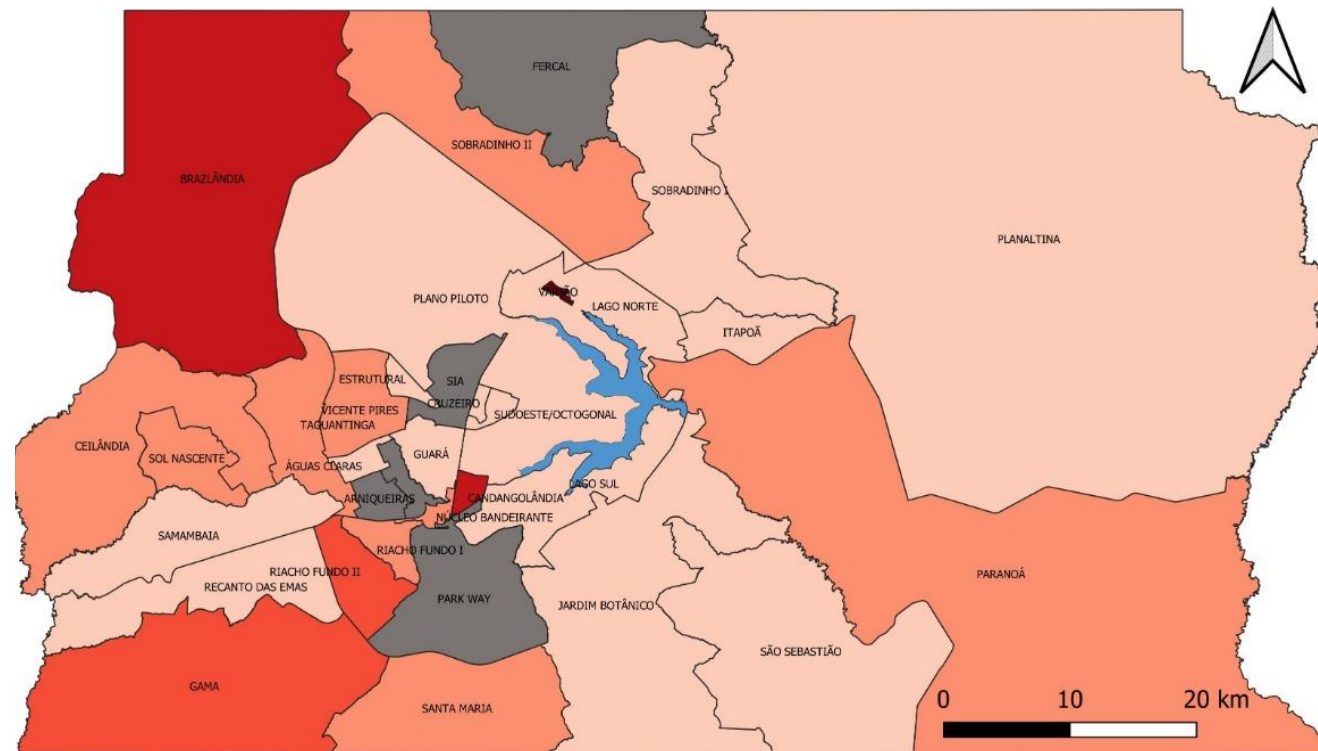 FERCAL
SOBRADINHO II
BRAZLÂNDIA
SOBRADINHO I
PLANALTINA
PLANO PILOTO
VARJÃO
LAGO NORTE
ITAPOÃ
ESTRUTURAL
SIA
CRUZEIRO
VICENTE PIRES
SUDOESTE/OCTOGONAL
TAGUANTINGA
CEILÂNDIA
SOL NASCENTE
GUARÁ
ÁGUAS CLARAS
LAGO SUL
ARNIQUEIRAS
CANDANGOLÂNDIA
NÚCLEO BANDEIRANTE
SAMAMBAIA
RIACHO FUNDO I
RIACHO FUNDO II
PARANOÁ
RECANTO DAS EMAS
PARK WAY
JARDIM BOTÂNICO
SÃO SEBASTIÃO
GAMA
SANTA MARIA
0 10 20 km